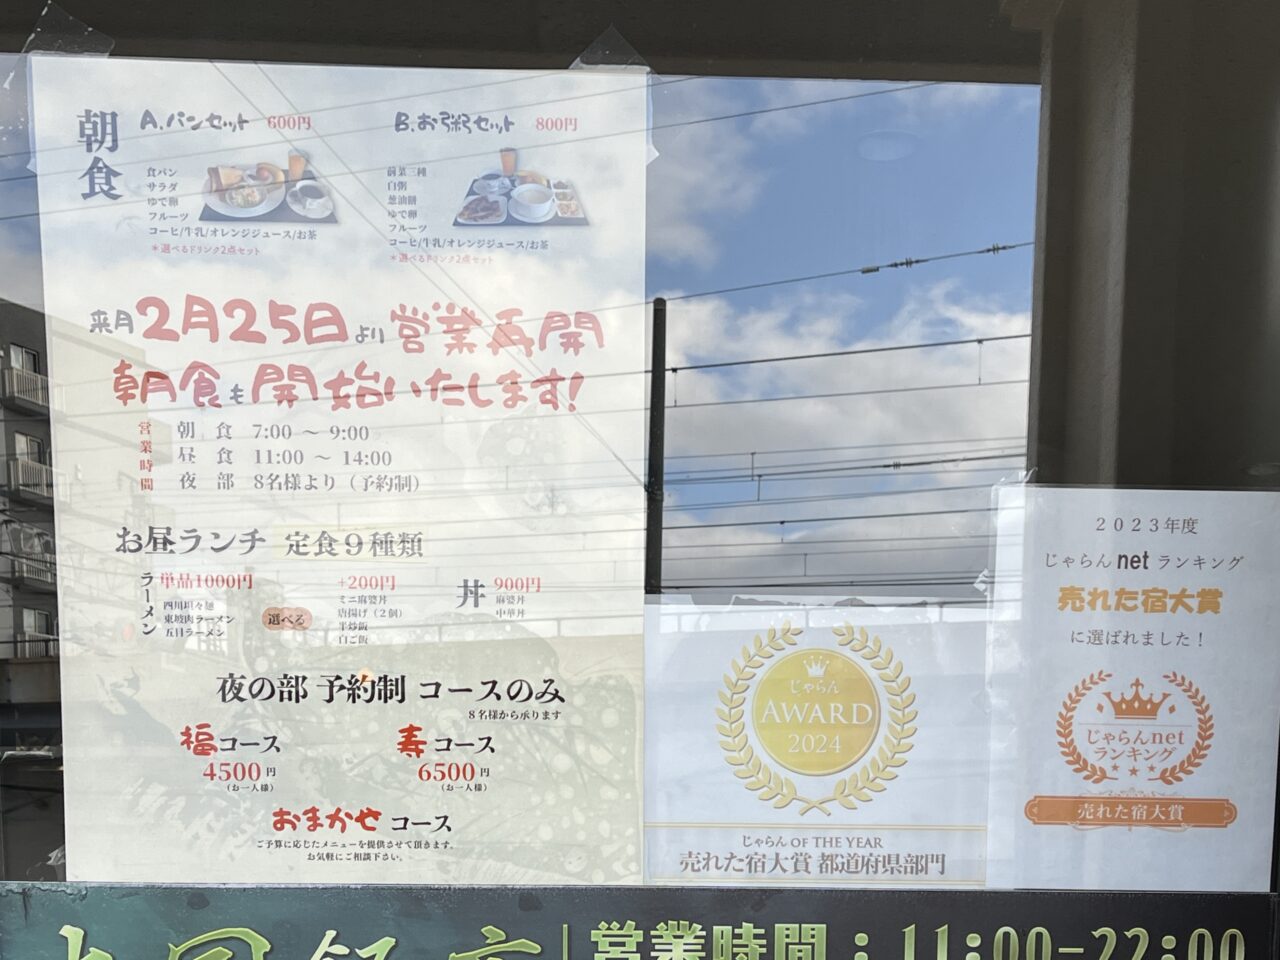 朝食
A.パンセット 600円
食パン
サラダ
ゆで卵
フルーツ
コーヒ/牛乳/オレンジジュース/お茶
＊選べるドリンク2点セット
B.お粥セット 800円
前菜三種
白粥
葱油餅
ゆで卵
フルーツ
コーヒ/牛乳/オレンジジュース/お茶
＊選べるドリンク2点セット
来月2月25日より営業再開
朝食も開始いたします!
営業時間
朝 食 7:00 ～ 9:00
昼 食 11:00 ～ 14:00
夜 部 8名様より（予約制）
お昼ランチ 定食9種類
ラーメン
単品1000円
四川坦々麺
東坡肉ラーメン
五目ラーメン
選べる
+200円
ミニ麻婆丼
唐揚げ（2個）
半炒飯
白ご飯
丼
900円
麻婆丼
中華丼
夜の部 予約制 コースのみ
8名様から承ります
福コース
4500円
（お一人様）
寿コース
6500円
（お一人様）
おまかせ コース
ご予算に応じたメニューを提供させて頂きます。
お気軽にご相談下さい。
じゃらん
AWARD
2024
じゃらん OF THE YEAR
売れた宿大賞 都道府県部門
2023年度
じゃらん net ランキング
売れた宿大賞
に選ばれました！
じゃらんnet
ランキング
売れた宿大賞
営業時間：11:00-22:00